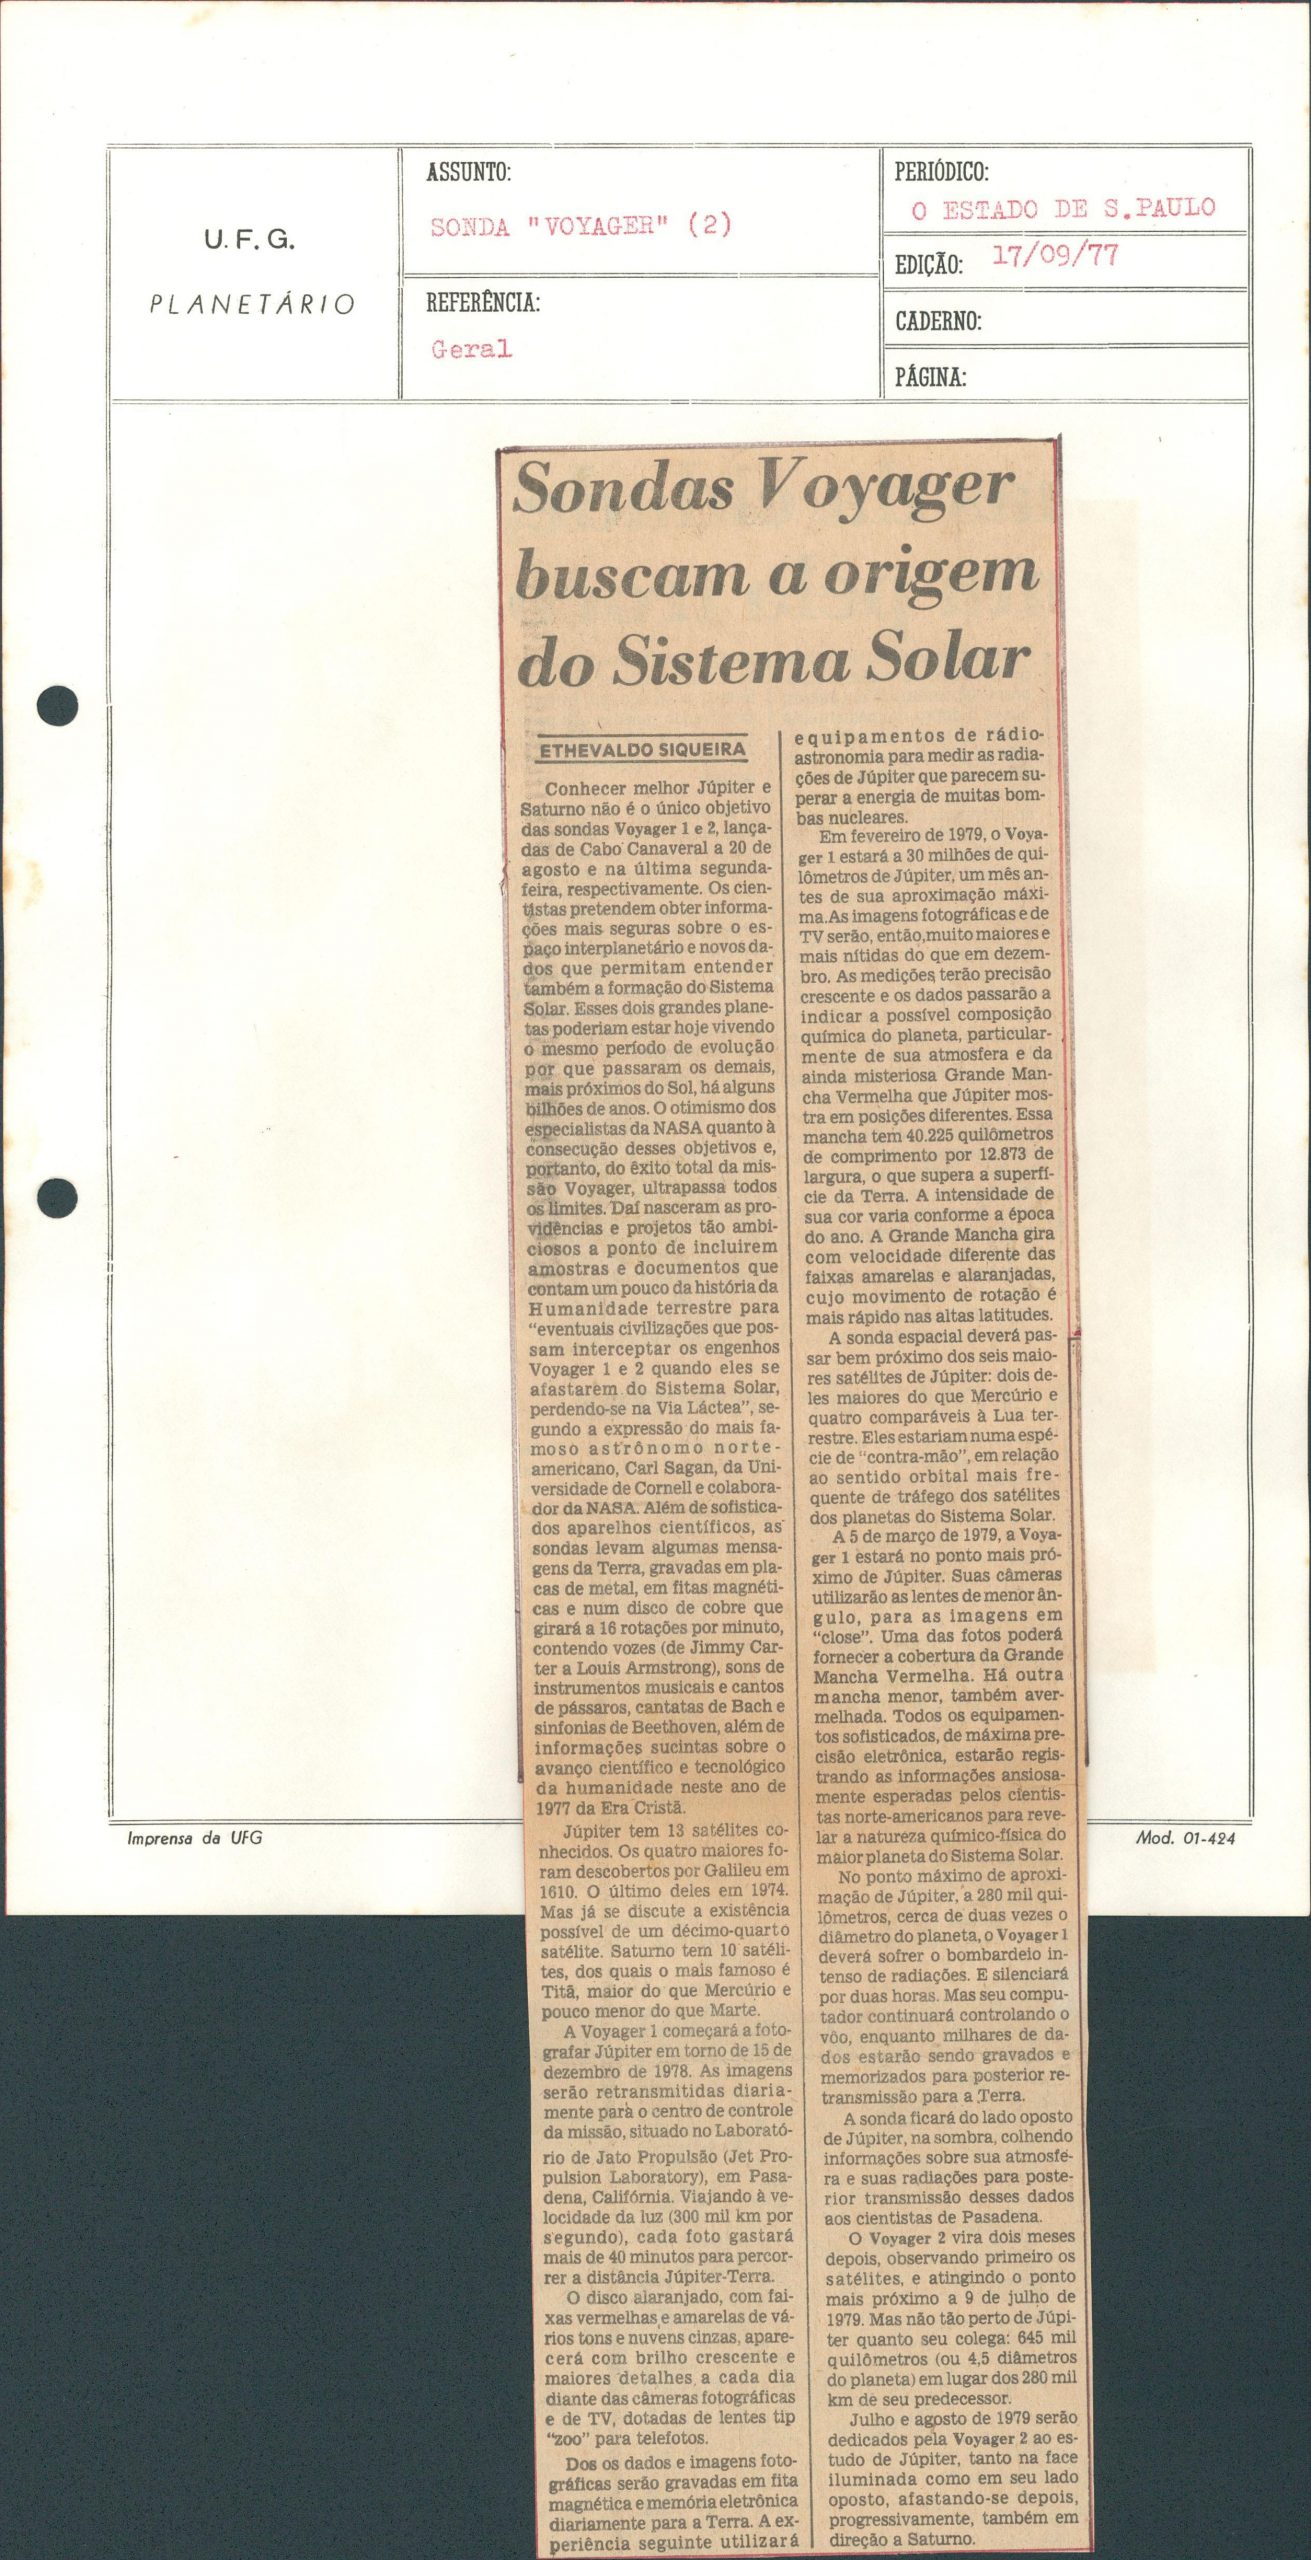 U.F.G.
PLANETÁRIO
ASSUNTO:
SONDA "VOYAGER" (2)
REFERÊNCIA:
Geral
PERIÓDICO:
O ESTADO DE S.PAULO
EDIÇÃO: 17/09/77
CADERNO:
PÁGINA:
Sondas Voyager
buscam a origem
do Sistema Solar
ETHEVALDO SIQUEIRA
Conhecer melhor Júpiter e
Saturno não é o único objetivo
das sondas Voyager 1 e 2, lança-
das de Cabo Canaveral a 20 de
agosto e na última segunda-
feira, respectivamente. Os cien-
tistas pretendem obter informa-
ções mais seguras sobre o es-
paço interplanetário e novos da-
dos que permitam entender
também a formação do Sistema
Solar. Esses dois grandes plane-
tas poderiam estar hoje vivendo
o mesmo período de evolução
por que passaram os demais,
mais próximos do Sol, há alguns
bilhões de anos. O otimismo dos
especialistas da NASA quanto à
consecução desses objetivos e,
portanto, do êxito total da mis-
são Voyager, ultrapassa todos
os limites. Daí nasceram as pro-
vidências e projetos tão ambi-
ciosos a ponto de incluirem
amostras e documentos que
contam um pouco da história da
Humanidade terrestre para
"eventuais civilizações que pos-
sam interceptar os engenhos
Voyager 1 e 2 quando eles se
afastarem do Sistema Solar,
perdendo-se na Via Láctea", se-
gundo a expressão do mais fa-
moso astrônomo norte-
americano, Carl Sagan, da Uni-
versidade de Cornell e colabora-
dor da NASA. Além de sofistica-
dos aparelhos científicos, as
sondas levam algumas mensa-
gens da Terra, gravadas em pla-
cas de metal, em fitas magnéti-
cas e num disco de cobre que
girará a 16 rotações por minuto,
contendo vozes (de Jimmy Car-
ter a Louis Armstrong), sons de
instrumentos musicais e cantos
de pássaros, cantatas de Bach e
sinfonias de Beethoven, além de
informações sucintas sobre o
avanço científico e tecnológico
da humanidade neste ano de
1977 da Era Cristã.
Júpiter tem 13 satélites co-
nhecidos. Os quatro maiores fo-
ram descobertos por Galileu em
1610. O último deles em 1974.
Mas já se discute a existência
possível de um décimo-quarto
satélite. Saturno tem 10 satéli-
tes, dos quais o mais famoso é
Titã, maior do que Mercúrio e
pouco menor do que Marte.
A Voyager 1 começará a foto-
grafar Júpiter em torno de 15 de
dezembro de 1978. As imagens
serão retransmitidas diaria-
mente para o centro de controle
da missão, situado no Laborató-
rio de Jato Propulsão (Jet Pro-
pulsion Laboratory), em Pasa-
dena, Califórnia. Viajando à ve-
locidade da luz (300 mil km por
segundo), cada foto gastará
mais de 40 minutos para percor-
rer a distância Júpiter-Terra.
O disco alaranjado, com fai-
xas vermelhas e amarelas de vá-
rios tons e nuvens cinzas, apare-
cerá com brilho crescente e
maiores detalhes a cada dia
diante das câmeras fotográficas
e de TV, dotadas de lentes tip
"zoo" para telefotos.
Dos os dados e imagens foto-
gráficas serão gravadas em fita
magnética e memória eletrônica
diariamente para a Terra. A ex-
periência seguinte utilizará
equipamentos de rádio-
astronomia para medir as radia-
ções de Júpiter que parecem su-
perar a energia de muitas bom-
bas nucleares.
Em fevereiro de 1979, o Voya-
ger 1 estará a 30 milhões de qui-
lômetros de Júpiter, um mês an-
tes de sua aproximação máxi-
ma. As imagens fotográficas e de
TV serão, então, muito maiores e
mais nítidas do que em dezem-
bro. As medições terão precisão
crescente e os dados passarão a
indicar a possível composição
química do planeta, particular-
mente de sua atmosfera e da
ainda misteriosa Grande Man-
cha Vermelha que Júpiter mos-
tra em posições diferentes. Essa
mancha tem 40.225 quilômetros
de comprimento por 12.873 de
largura, o que supera a superfí-
cie da Terra. A intensidade de
sua cor varia conforme a época
do ano. A Grande Mancha gira
com velocidade diferente das
faixas amarelas e alaranjadas,
cujo movimento de rotação é
mais rápido nas altas latitudes.
A sonda espacial deverá pas-
sar bem próximo dos seis maio-
res satélites de Júpiter: dois de-
les maiores do que Mercúrio e
quatro comparáveis à Lua ter-
restre. Eles estariam numa espé-
cie de "contra-mão", em relação
ao sentido orbital mais fre-
quente de tráfego dos satélites
dos planetas do Sistema Solar.
A 5 de março de 1979, a Voya-
ger 1 estará no ponto mais pró-
ximo de Júpiter. Suas câmeras
utilizarão as lentes de menor ân-
gulo, para as imagens em
"close". Uma das fotos poderá
fornecer a cobertura da Grande
Mancha Vermelha. Há outra
mancha menor, também aver-
melhada. Todos os equipamen-
tos sofisticados, de máxima pre-
cisão eletrônica, estarão regis-
trando as informações ansiosa-
mente esperadas pelos cientis-
tas norte-americanos para reve-
lar a natureza químico-física do
maior planeta do Sistema Solar.
No ponto máximo de aproxi-
mação de Júpiter, a 280 mil qui-
lômetros, cerca de duas vezes o
diâmetro do planeta, o Voyager 1
deverá sofrer o bombardeio in-
tenso de radiações. E silenciará
por duas horas. Mas seu compu-
tador continuará controlando o
vôo, enquanto milhares de da-
dos estarão sendo gravados e
memorizados para posterior re-
transmissão para a Terra.
A sonda ficará do lado oposto
de Júpiter, na sombra, colhendo
informações sobre sua atmosfe-
ra e suas radiações para poste-
rior transmissão desses dados
aos cientistas de Pasadena.
O Voyager 2 vira dois meses
depois, observando primeiro os
satélites, e atingindo o ponto
mais próximo a 9 de julho de
1979. Mas não tão perto de Júpi-
ter quanto seu colega: 645 mil
quilômetros (ou 4,5 diâmetros
do planeta) em lugar dos 280 mil
km de seu predecessor.
Julho e agosto de 1979 serão
dedicados pela Voyager 2 ao es-
tudo de Júpiter, tanto na face
iluminada como em seu lado
oposto, afastando-se depois,
progressivamente, também em
direção a Saturno.
Imprensa da UFG
Mod. 01-424